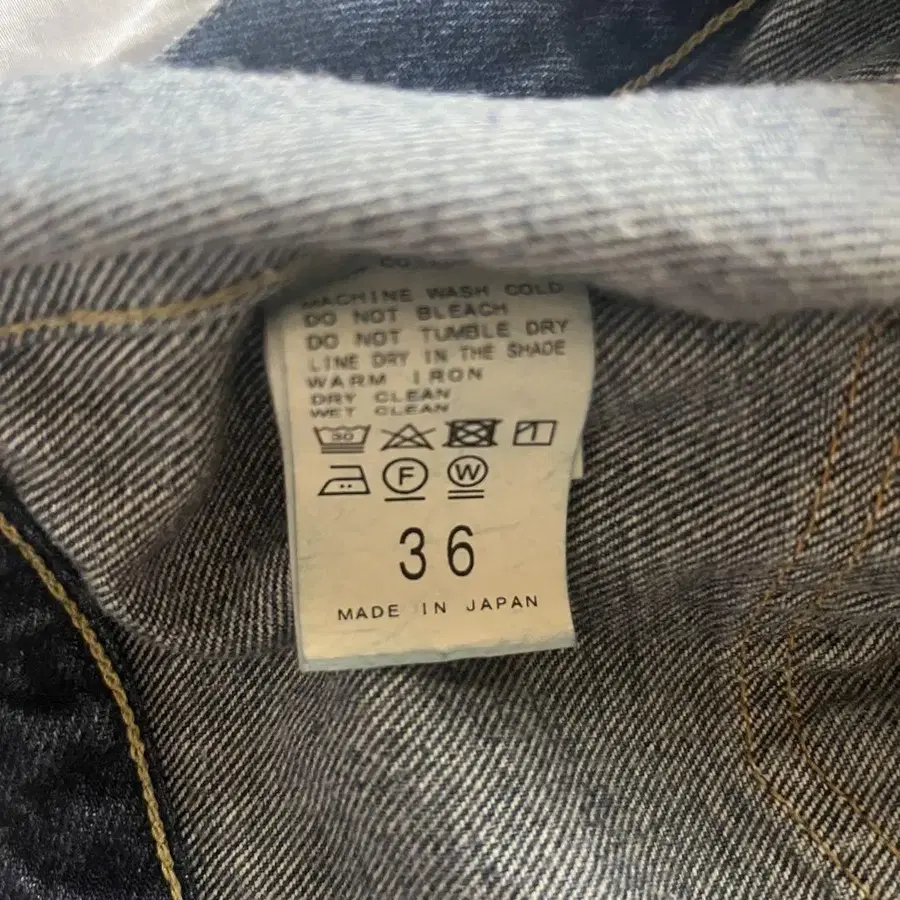 MACHINE WASH COLD
DO NOT BLEACH
DO NOT TUMBLE DRY
LINE DRY IN THE SHADE
WARM IRON
DRY CLEAN
WET CLEAN
30
F W
36
MADE IN JAPAN